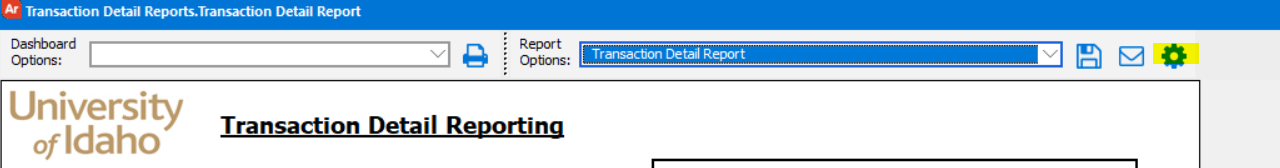 Ar Transaction Detail Reports.Transaction Detail Report
Dashboard
Options:
Report
Options:
Transaction Detail Report
University
of Idaho
Transaction Detail Reporting